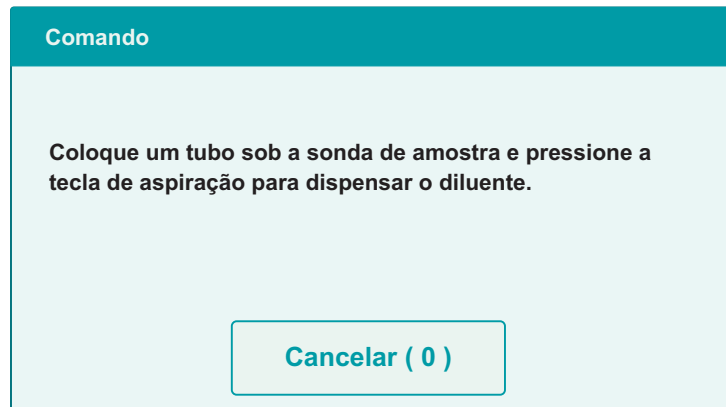 Comando
Coloque um tubo sob a sonda de amostra e pressione a
tecla de aspiração para dispensar o diluente.
Cancelar ( 0 )